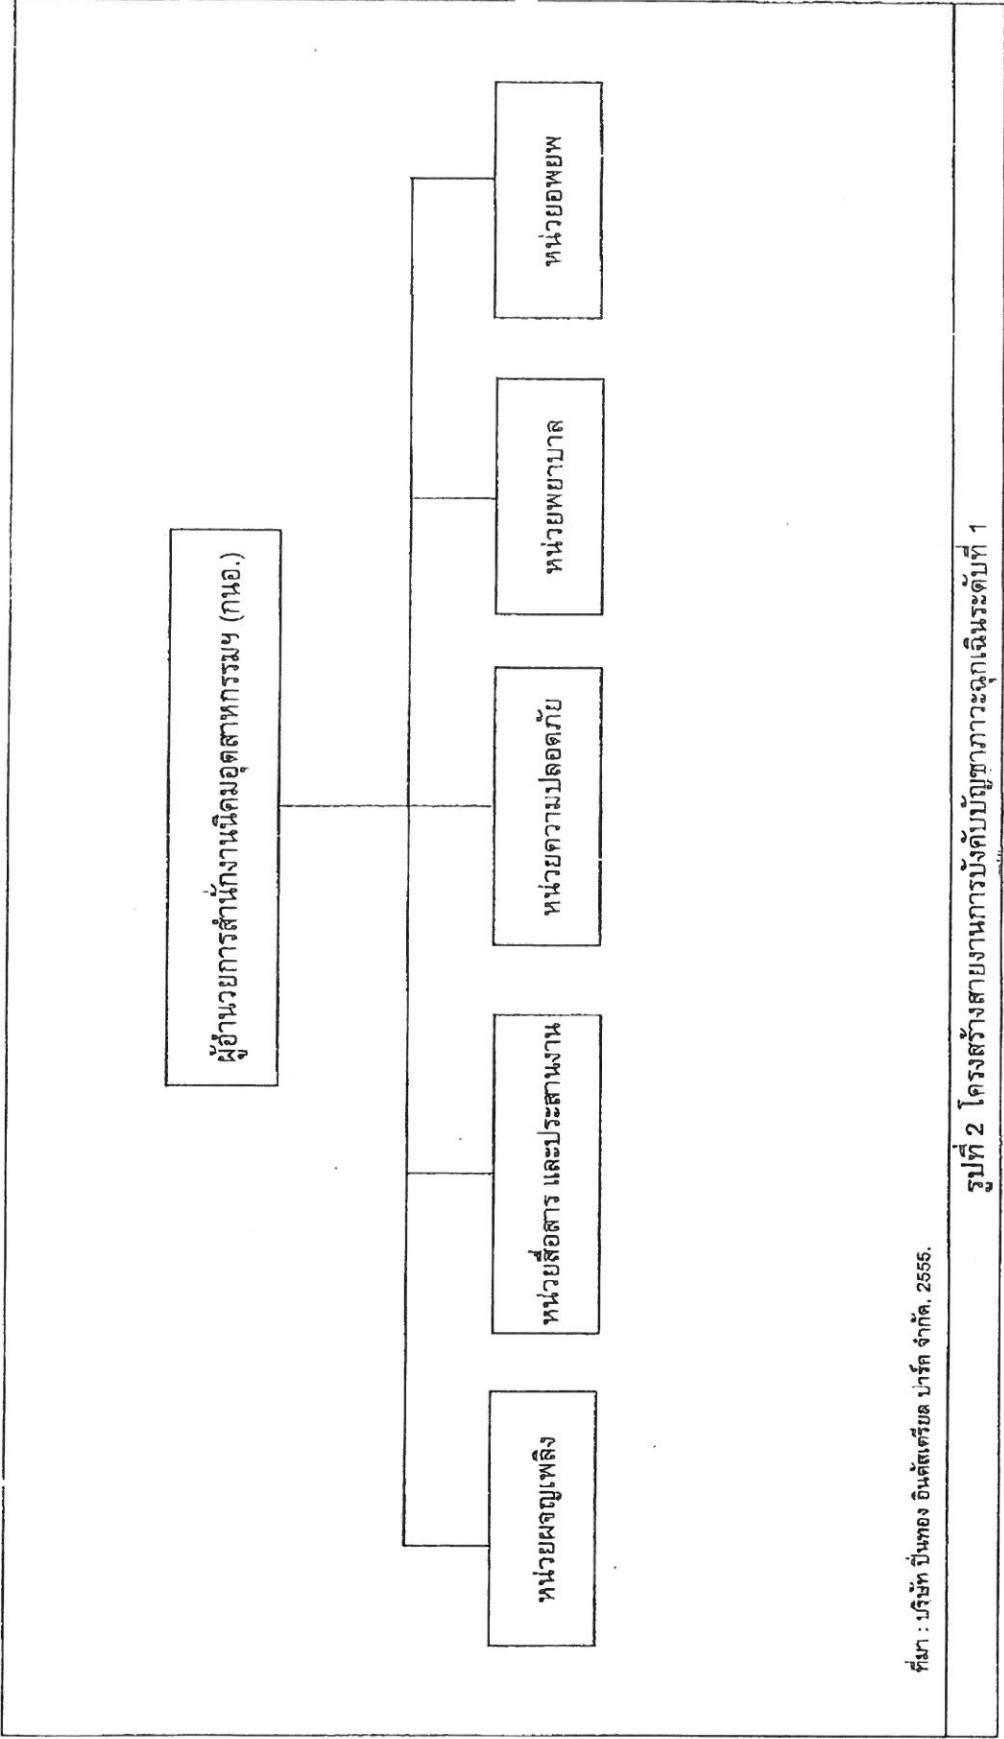 ผู้อำนวยการสำนักงานนิคมอุตสาหกรรมฯ (กนอ.)
หน่วยผจญเพลิง
หน่วยสื่อสาร และประสานงาน
หน่วยความปลอดภัย
หน่วยพยาบาล
หน่วยอพยพ
ที่มา : บริษัท ปิ่นทอง อินดัสเตรียล ปาร์ค จำกัด, 2555.
รูปที่ 2 โครงสร้างสายงานการบังคับบัญชาภาวะฉุกเฉินระดับที่ 1